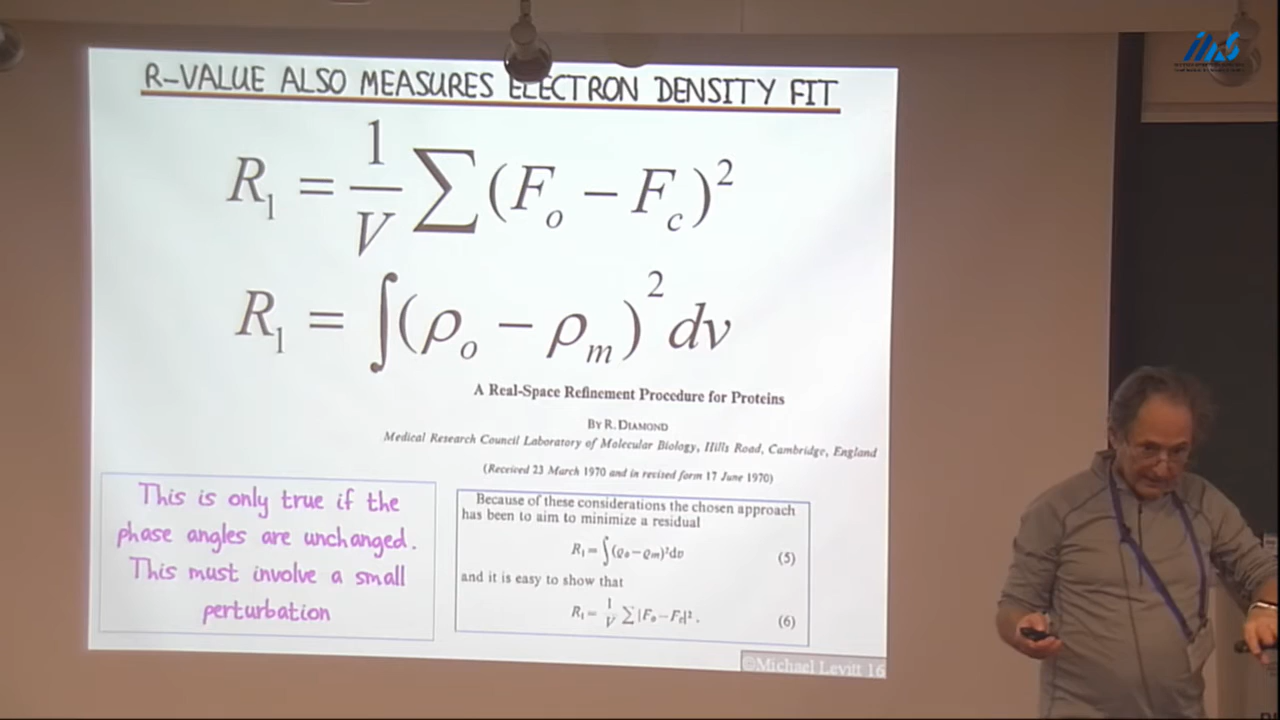 R-VALUE ALSO MEASURES ELECTRON DENSITY FIT
R₁ = 1/V ∑(Fₒ − F_c)²
R₁ = ∫(ρₒ − ρₘ)² dv
A Real-Space Refinement Procedure for Proteins
BY R. DIAMOND
Medical Research Council Laboratory of Molecular Biology, Hills Road, Cambridge, England
(Received 23 March 1970 and in revised form 17 June 1970)
This is only true if the
phase angles are unchanged.
This must involve a small
perturbation
Because of these considerations the chosen approach
has been to aim to minimize a residual
R₁= ∫(ϱₒ−ϱₘ)²dv (5)
and it is easy to show that
R₁= 1/V ∑|Fₒ−F_c|². (6)
©Michael Levitt 16
ims